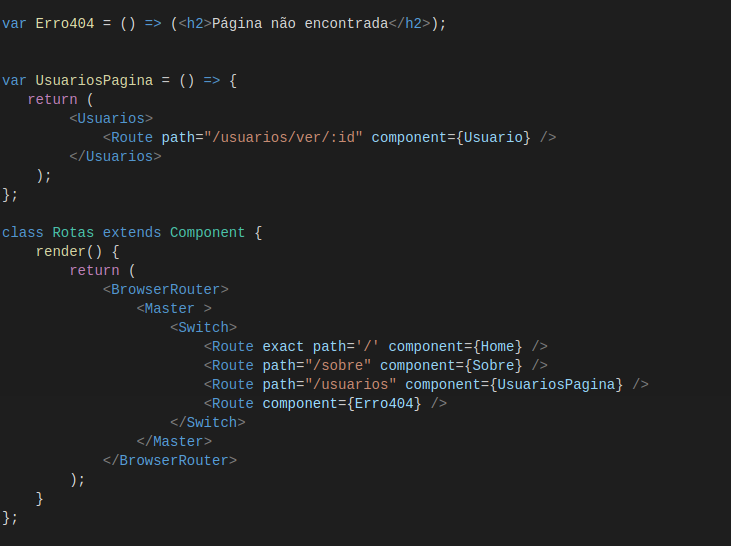 var Erro404 = () => (<h2>Página não encontrada</h2>);
var UsuariosPagina = () => {
return (
<Usuarios>
<Route path="/usuarios/ver/:id" component={Usuario} />
</Usuarios>
);
};
class Rotas extends Component {
render() {
return (
<BrowserRouter>
<Master >
<Switch>
<Route exact path='/' component={Home} />
<Route path="/sobre" component={Sobre} />
<Route path="/usuarios" component={UsuariosPagina} />
<Route component={Erro404} />
</Switch>
</Master>
</BrowserRouter>
);
}
};